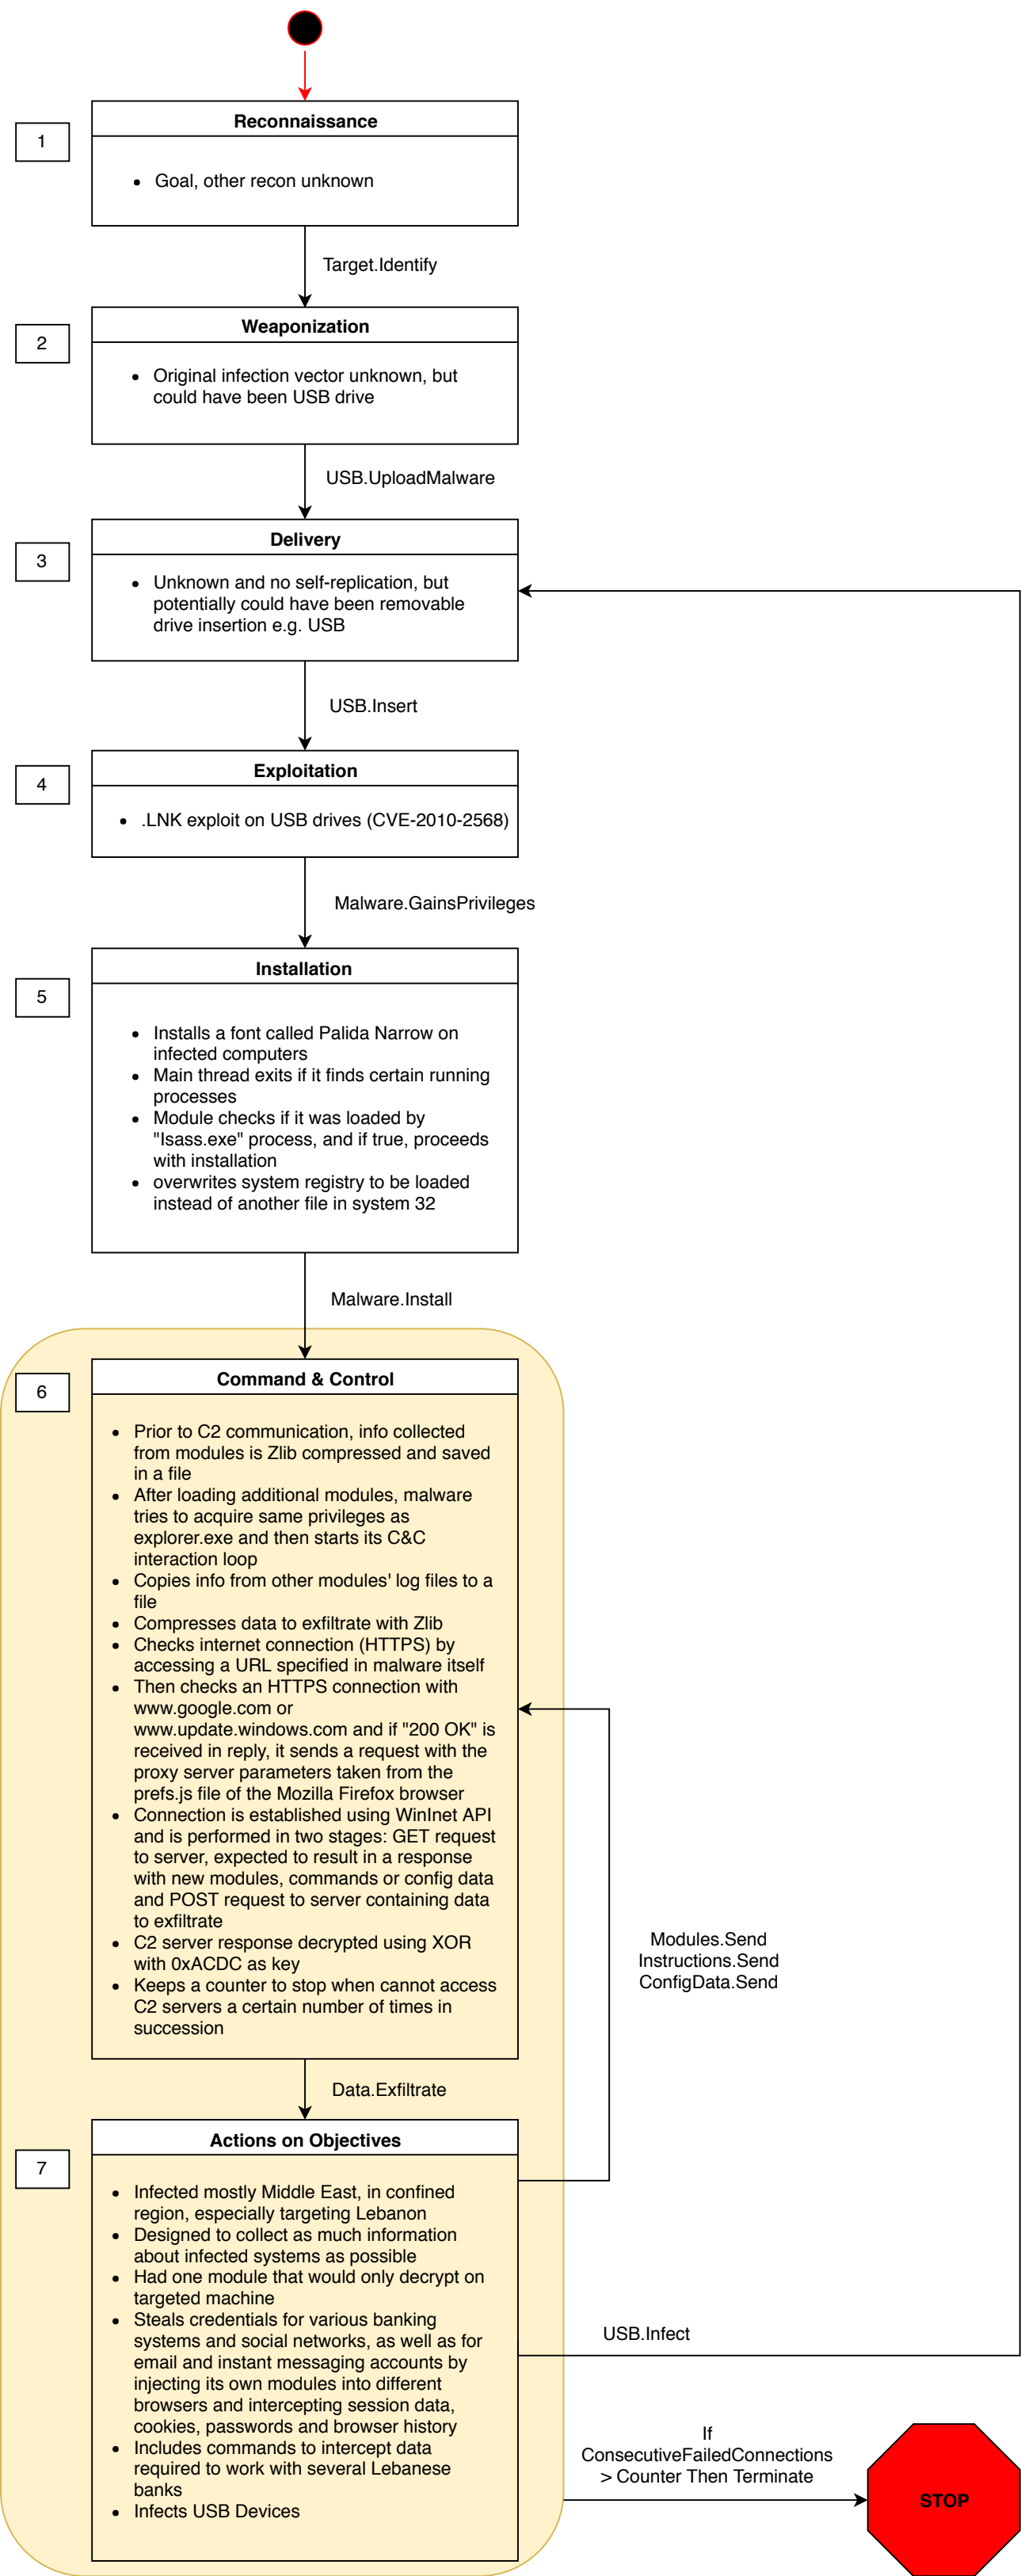 1
Reconnaissance
• Goal, other recon unknown
Target.Identify
2
Weaponization
• Original infection vector unknown, but
could have been USB drive
USB.UploadMalware
3
Delivery
• Unknown and no self-replication, but
potentially could have been removable
drive insertion e.g. USB
USB.Insert
4
Exploitation
• .LNK exploit on USB drives (CVE-2010-2568)
Malware.GainsPrivileges
5
Installation
• Installs a font called Palida Narrow on
infected computers
• Main thread exits if it finds certain running
processes
• Module checks if it was loaded by
"lsass.exe" process, and if true, proceeds
with installation
• overwrites system registry to be loaded
instead of another file in system 32
Malware.Install
6
Command & Control
• Prior to C2 communication, info collected
from modules is Zlib compressed and saved
in a file
• After loading additional modules, malware
tries to acquire same privileges as
explorer.exe and then starts its C&C
interaction loop
• Copies info from other modules' log files to a
file
• Compresses data to exfiltrate with Zlib
• Checks internet connection (HTTPS) by
accessing a URL specified in malware itself
• Then checks an HTTPS connection with
www.google.com or
www.update.windows.com and if "200 OK" is
received in reply, it sends a request with the
proxy server parameters taken from the
prefs.js file of the Mozilla Firefox browser
• Connection is established using WinInet API
and is performed in two stages: GET request
to server, expected to result in a response
with new modules, commands or config data
and POST request to server containing data
to exfiltrate
• C2 server response decrypted using XOR
with 0xACDC as key
• Keeps a counter to stop when cannot access
C2 servers a certain number of times in
succession
Modules.Send
Instructions.Send
ConfigData.Send
Data.Exfiltrate
7
Actions on Objectives
• Infected mostly Middle East, in confined
region, especially targeting Lebanon
• Designed to collect as much information
about infected systems as possible
• Had one module that would only decrypt on
targeted machine
• Steals credentials for various banking
systems and social networks, as well as for
email and instant messaging accounts by
injecting its own modules into different
browsers and intercepting session data,
cookies, passwords and browser history
• Includes commands to intercept data
required to work with several Lebanese
banks
• Infects USB Devices
USB.Infect
If
ConsecutiveFailedConnections
> Counter Then Terminate
STOP